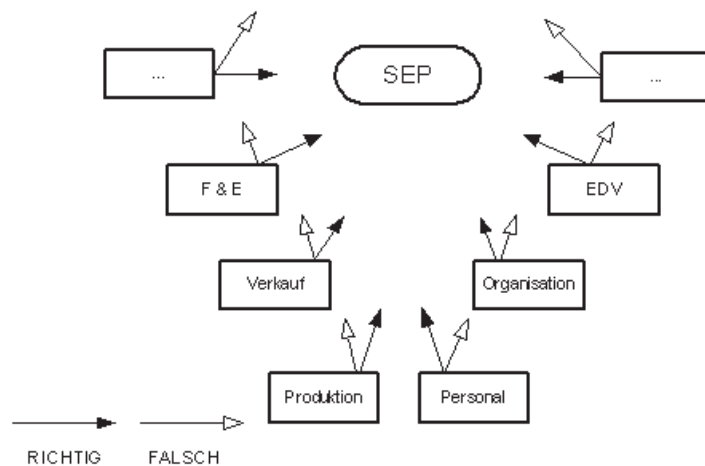 ...
SEP
...
F & E
EDV
Verkauf
Organisation
Produktion
Personal
RICHTIG
FALSCH